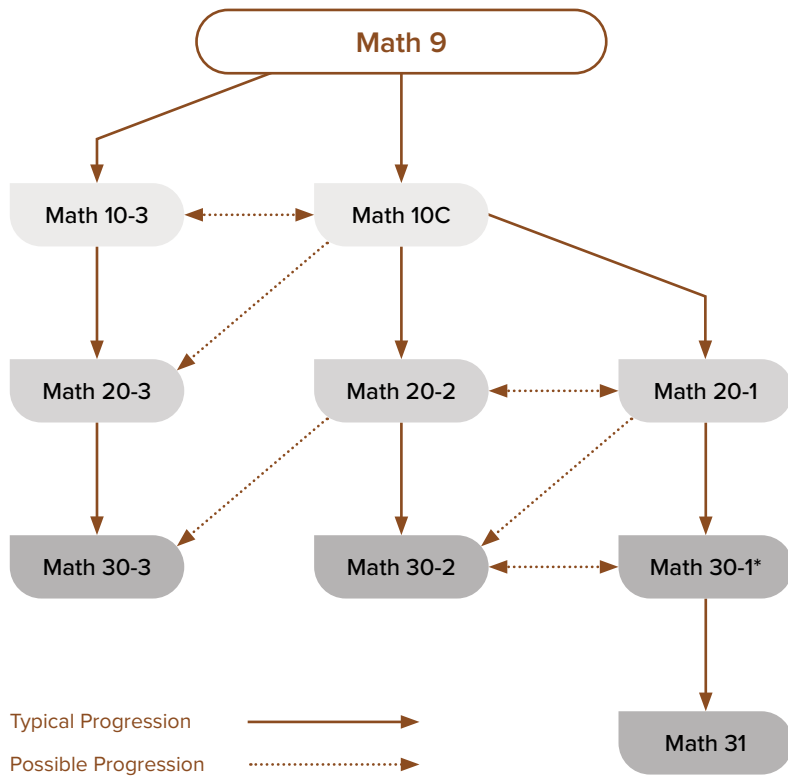 Math 9
Math 10-3
Math 10C
Math 20-3
Math 20-2
Math 20-1
Math 30-3
Math 30-2
Math 30-1*
Math 31
Typical Progression
Possible Progression